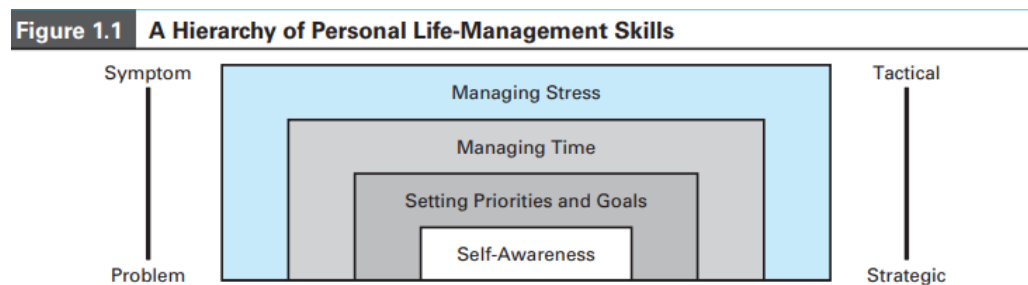 Figure 1.1 A Hierarchy of Personal Life-Management Skills
Symptom
Tactical
Managing Stress
Managing Time
Setting Priorities and Goals
Self-Awareness
Problem
Strategic